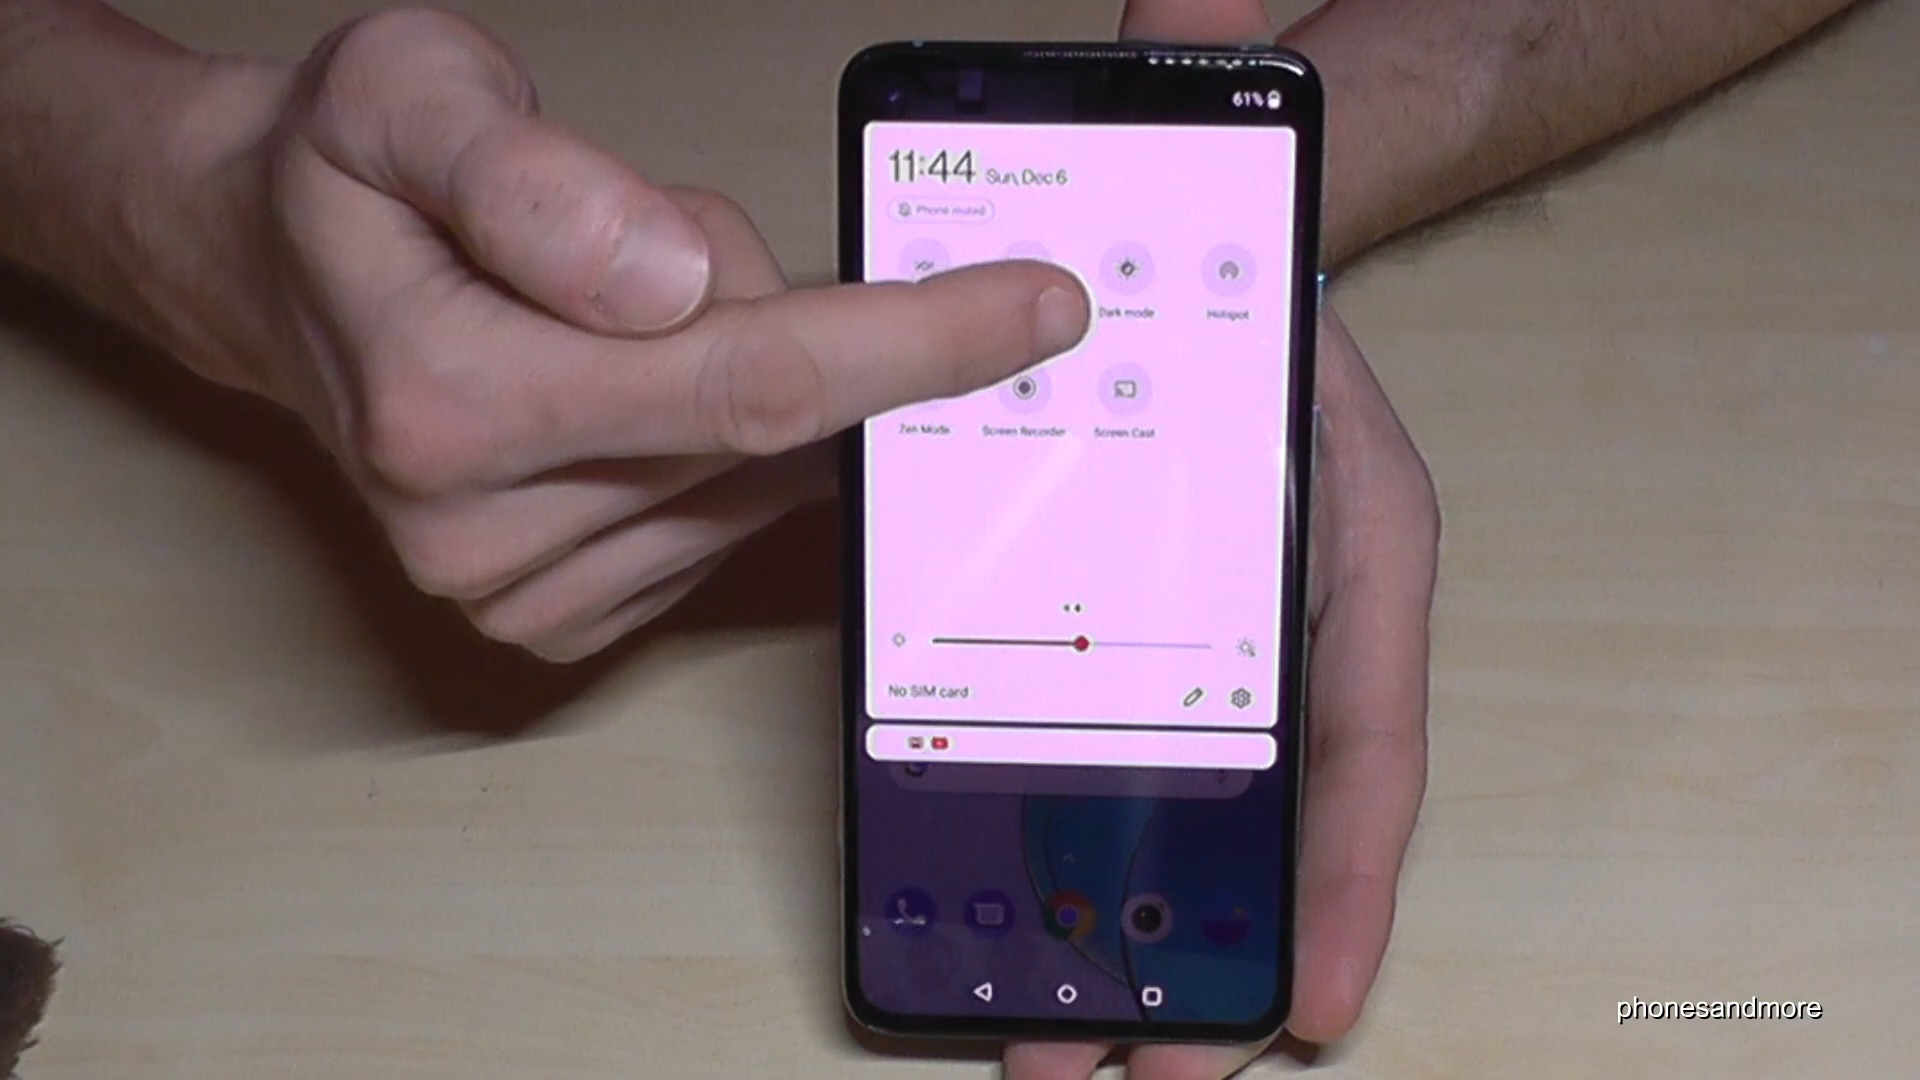 61%
11:44 Sun, Dec 6
Phone muted
Dark mode
Hotspot
Zen Mode
Screen Recorder
Screen Cast
No SIM card
phonesandmore